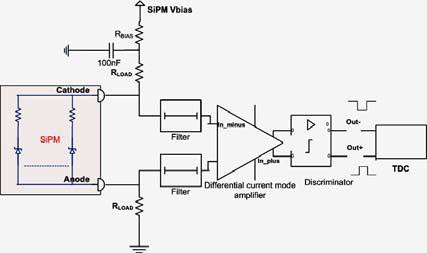 SiPM Vbias
RBIAS
100nF
RLOAD
Cathode
SiPM
Filter
In_minus
Out-
Out+
TDC
In_plus
Filter
Differential current mode
amplifier
Discriminator
Anode
RLOAD